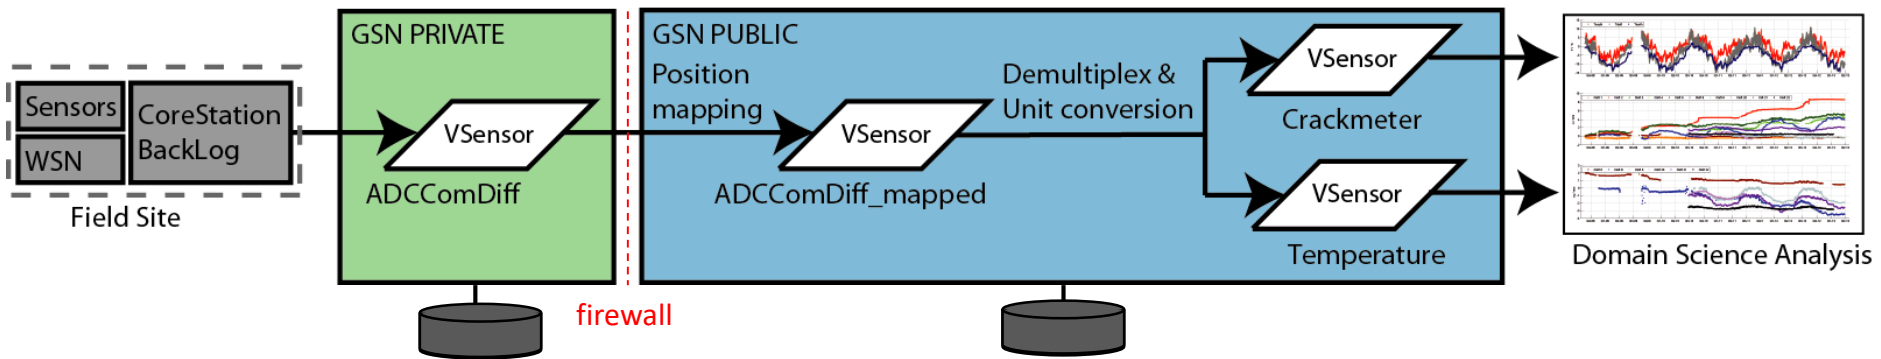 GSN PRIVATE
GSN PUBLIC
Sensors
WSN
CoreStation
BackLog
Field Site
VSensor
ADCComDiff
firewall
Position
mapping
VSensor
ADCComDiff_mapped
Demultiplex &
Unit conversion
VSensor
Crackmeter
VSensor
Temperature
Domain Science Analysis